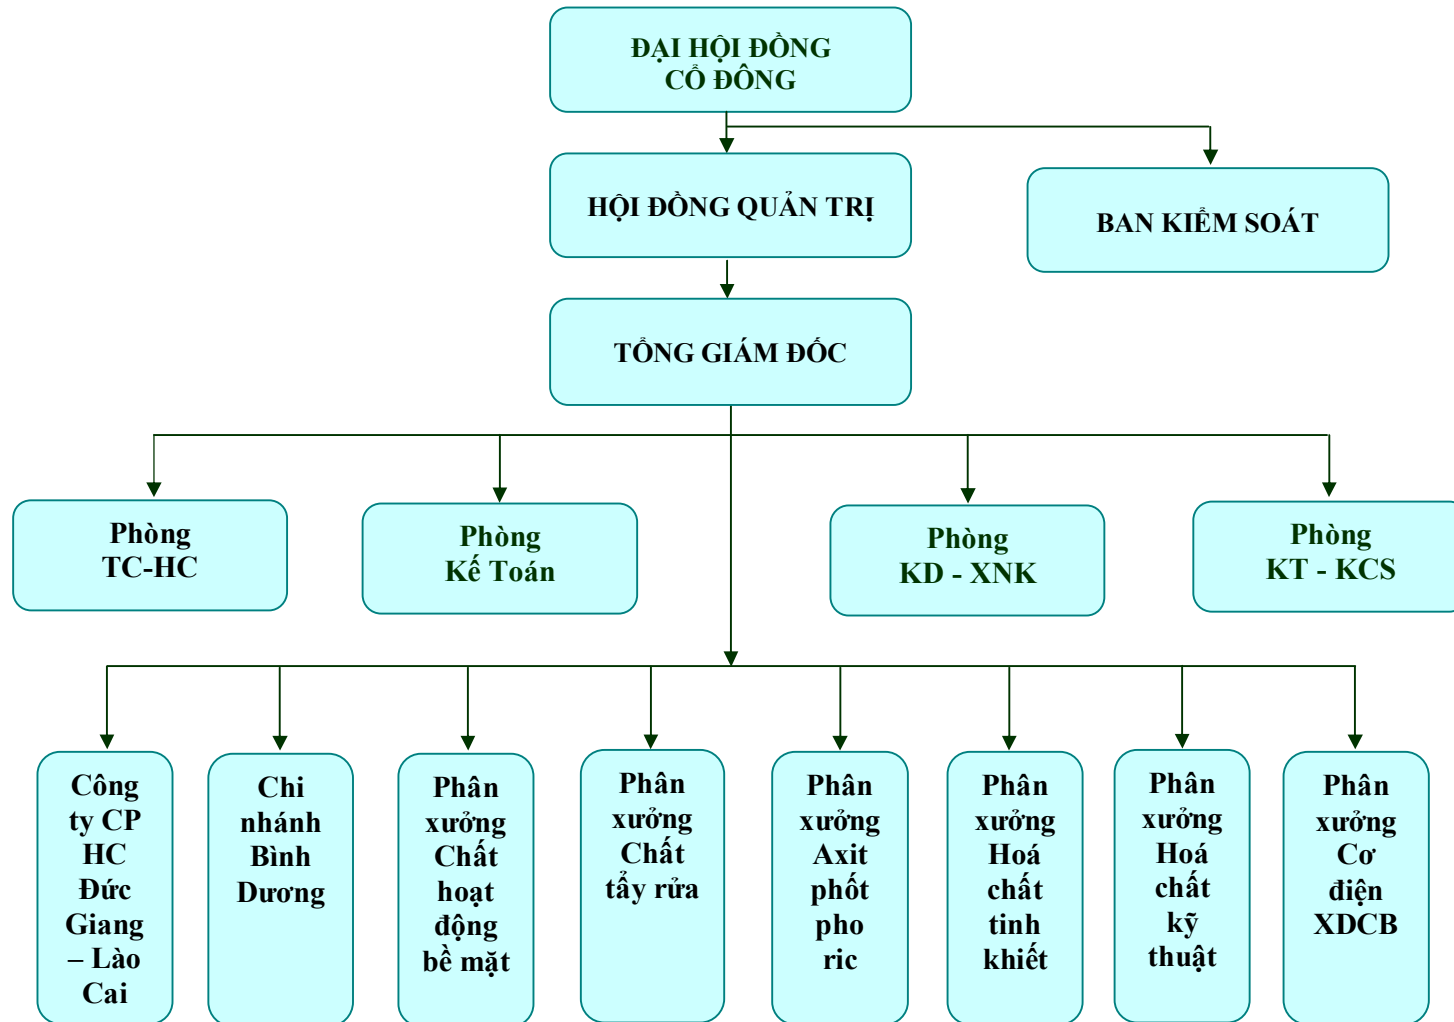 ĐẠI HỘI ĐỒNG
CỔ ĐÔNG
HỘI ĐỒNG QUẢN TRỊ
BAN KIỂM SOÁT
TỔNG GIÁM ĐỐC
Phòng
TC-HC
Phòng
Kế Toán
Phòng
KD - XNK
Phòng
KT - KCS
Công
ty CP
HC
Đức
Giang
– Lào
Cai
Chi
nhánh
Bình
Dương
Phân
xưởng
Chất
hoạt
động
bề mặt
Phân
xưởng
Chất
tẩy rửa
Phân
xưởng
Axit
phốt
pho
ric
Phân
xưởng
Hoá
chất
tinh
khiết
Phân
xưởng
Hoá
chất
kỹ
thuật
Phân
xưởng
Cơ
điện
XDCB